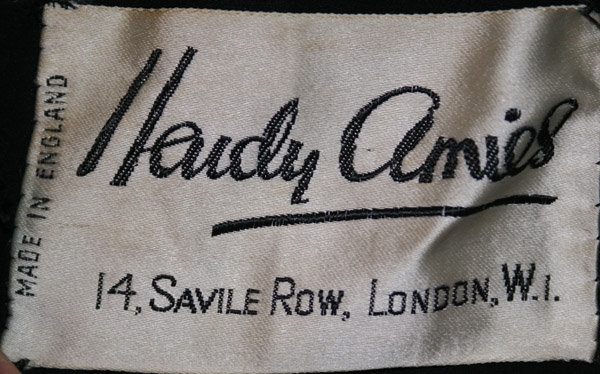 MADE IN ENGLAND
Hardy Amies
14, SAVILE ROW, LONDON, W.1.